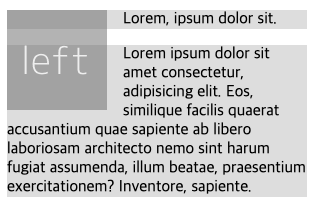 left
Lorem, ipsum dolor sit.
Lorem ipsum dolor sit
amet consectetur,
adipisicing elit. Eos,
similique facilis quaerat
accusantium quae sapiente ab libero
laboriosam architecto nemo sint harum
fugiat assumenda, illum beatae, praesentium
exercitationem? Inventore, sapiente.